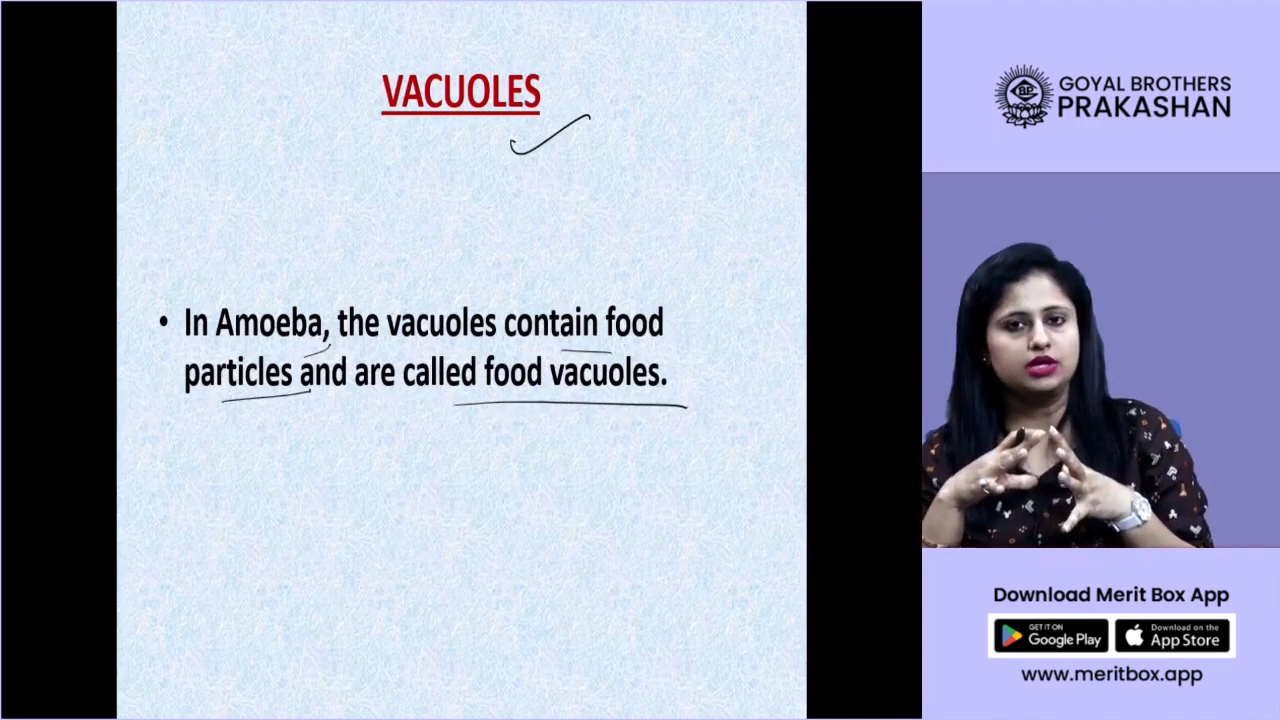 VACUOLES
• In Amoeba, the vacuoles contain food
particles and are called food vacuoles.
BP
GOYAL BROTHERS
PRAKASHAN
Download Merit Box App
GET IT ON
Google Play
Download on the
App Store
www.meritbox.app